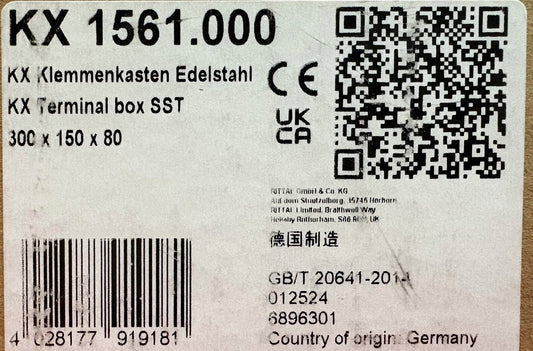 KX 1561.000
KX Klemmenkasten Edelstahl
KX Terminal box SST
300 x 150 x 80
CE
UK
CA
RITTAL GmbH & Co. KG
Auf dem Stuetzelberg, 35745 Herborn
RITTAL Limited, Braithwell Way
Hellaby Rotherham, S66 8QY, UK
德国制造
GB/T 20641-2014
012524
6896301
Country of origin: Germany
4 028177 919181